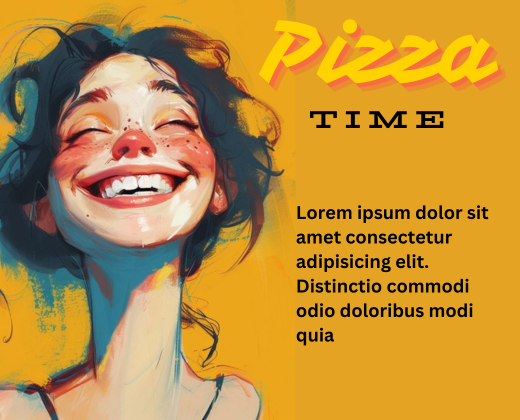 Pizza
TIME
Lorem ipsum dolor sit
amet consectetur
adipisicing elit.
Distinctio commodi
odio doloribus modi
quia